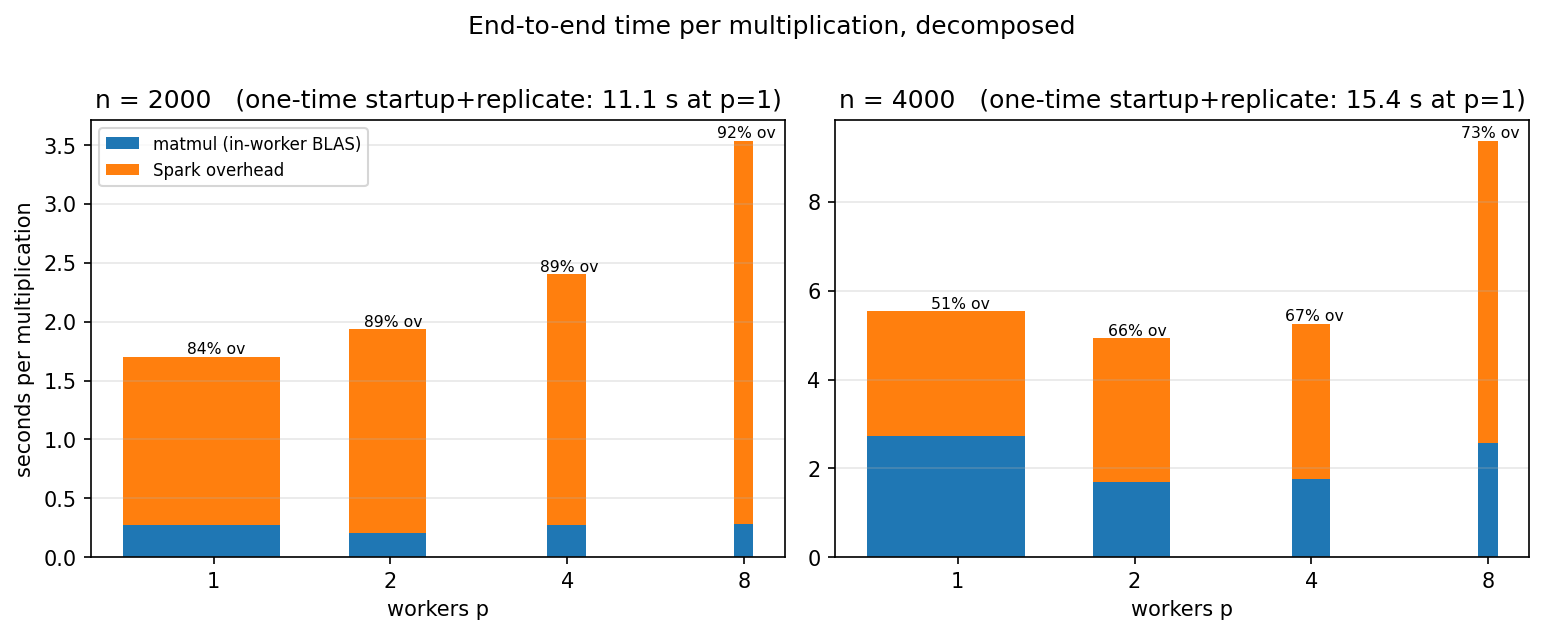 End-to-end time per multiplication, decomposed
n = 2000 (one-time startup+replicate: 11.1 s at p=1)
matmul (in-worker BLAS)
Spark overhead
84% ov
89% ov
89% ov
92% ov
seconds per multiplication
3.5
3.0
2.5
2.0
1.5
1.0
0.5
0.0
1 2 4 8
workers p
n = 4000 (one-time startup+replicate: 15.4 s at p=1)
51% ov
66% ov
67% ov
73% ov
8
6
4
2
0
1 2 4 8
workers p